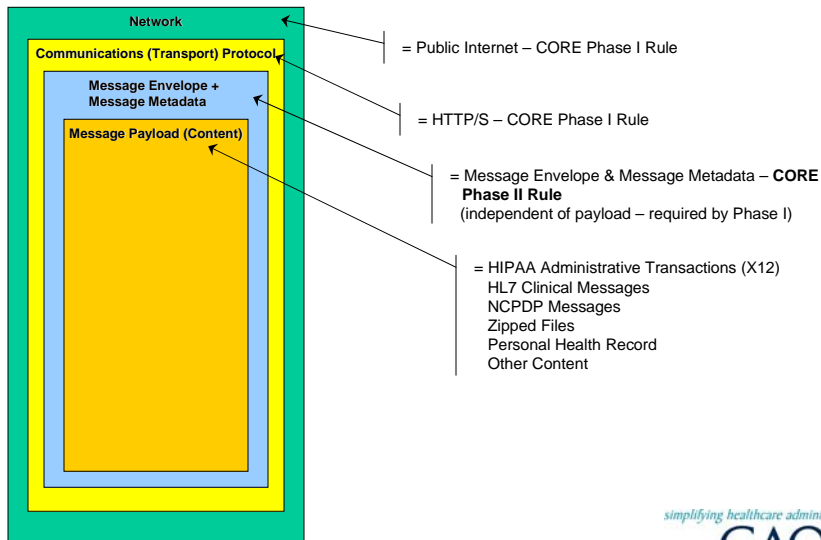 Network
Communications (Transport) Protocol
Message Envelope +
Message Metadata
Message Payload (Content)
= Public Internet – CORE Phase I Rule
= HTTP/S – CORE Phase I Rule
= Message Envelope & Message Metadata – CORE
Phase II Rule
(independent of payload – required by Phase I)
= HIPAA Administrative Transactions (X12)
HL7 Clinical Messages
NCPDP Messages
Zipped Files
Personal Health Record
Other Content
simplifying healthcare